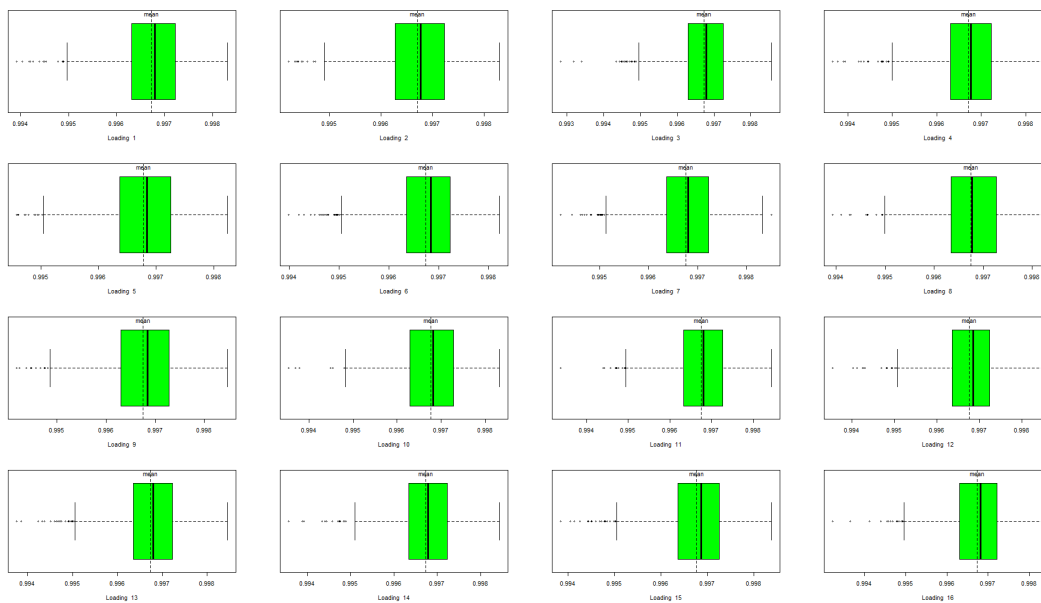 mean mean mean mean
0.994 0.995 0.996 0.997 0.998 0.995 0.996 0.997 0.998 0.993 0.994 0.995 0.996 0.997 0.998 0.994 0.995 0.996 0.997 0.998
Loading 1 Loading 2 Loading 3 Loading 4
mean mean mean mean
0.995 0.996 0.997 0.998 0.994 0.995 0.996 0.997 0.998 0.995 0.996 0.997 0.998 0.994 0.995 0.996 0.997 0.998
Loading 5 Loading 6 Loading 7 Loading 8
mean mean mean mean
0.995 0.996 0.997 0.998 0.994 0.995 0.996 0.997 0.998 0.994 0.995 0.996 0.997 0.998 0.994 0.995 0.996 0.997 0.998
Loading 9 Loading 10 Loading 11 Loading 12
mean mean mean mean
0.994 0.995 0.996 0.997 0.998 0.994 0.995 0.996 0.997 0.998 0.994 0.995 0.996 0.997 0.998 0.994 0.995 0.996 0.997 0.998
Loading 13 Loading 14 Loading 15 Loading 16